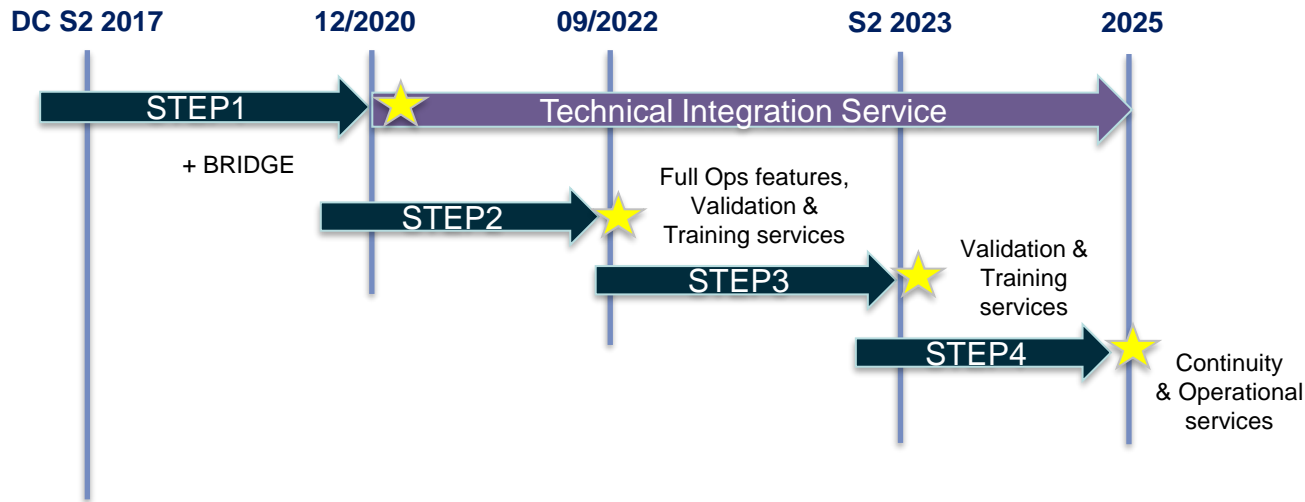 DC S2 2017
12/2020
09/2022
S2 2023
2025
STEP1
Technical Integration Service
+ BRIDGE
STEP2
Full Ops features,
Validation &
Training services
STEP3
Validation &
Training
services
STEP4
Continuity
& Operational
services